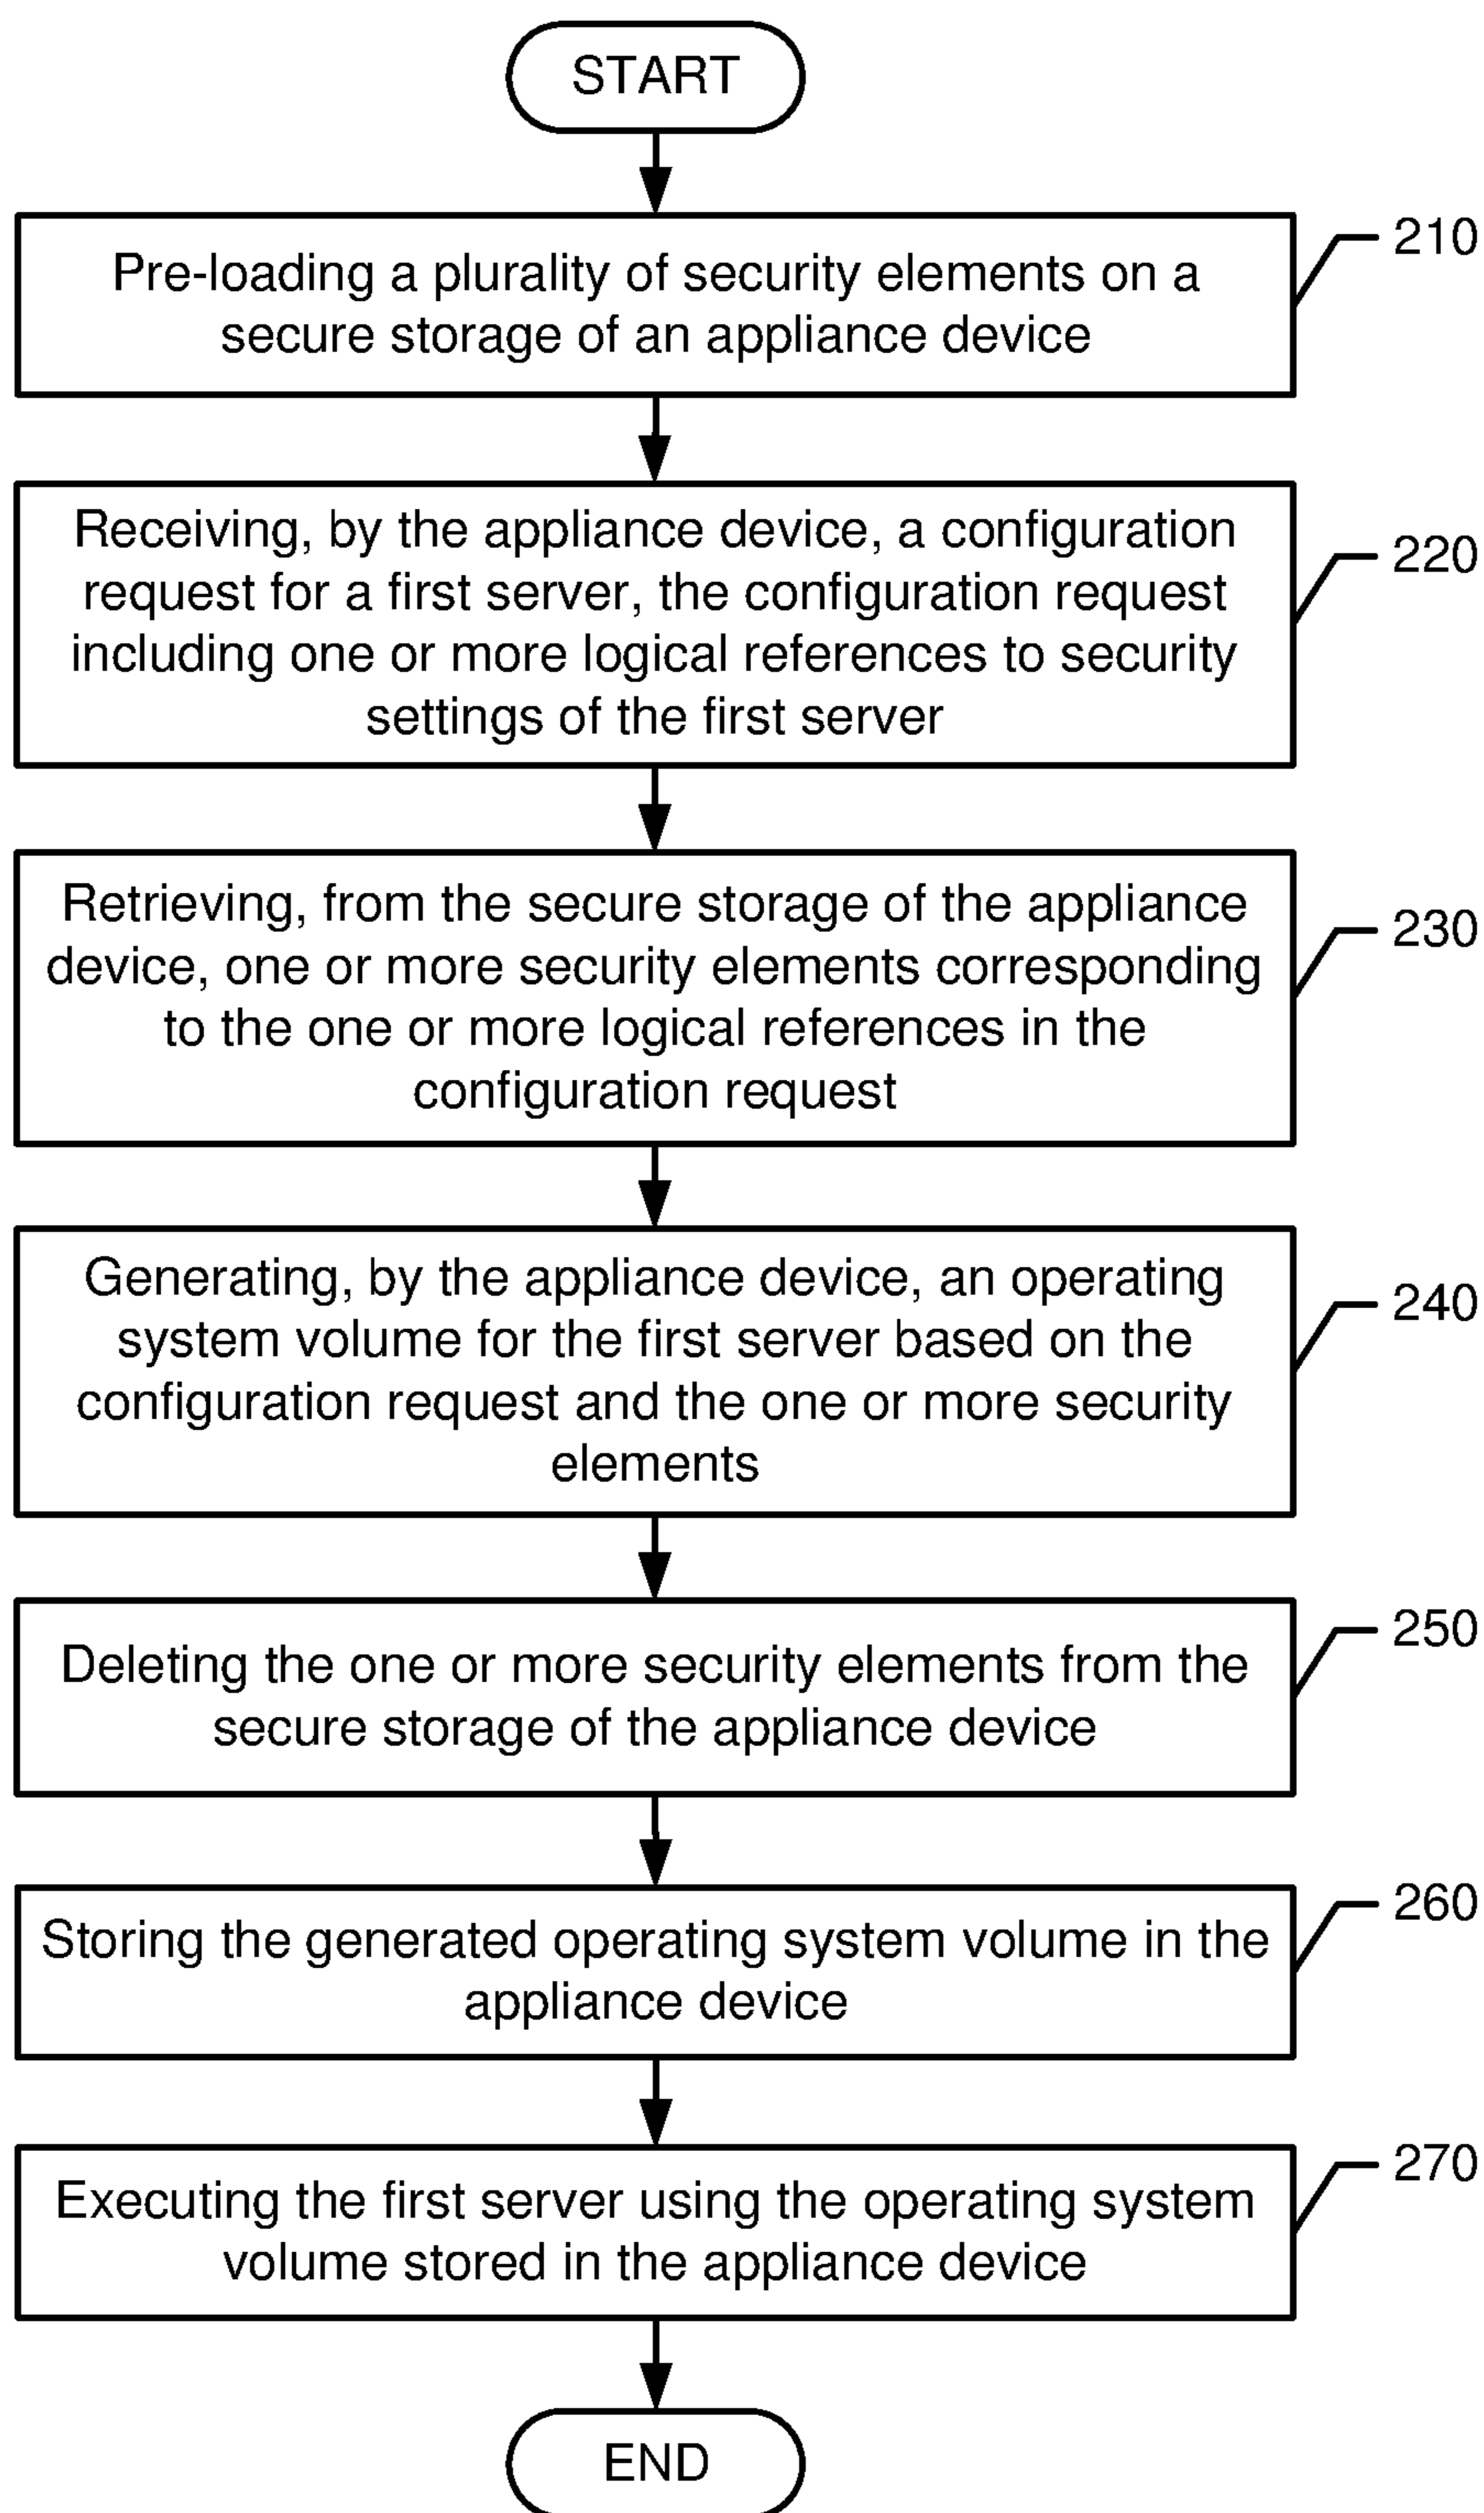 START
210
Pre-loading a plurality of security elements on a
secure storage of an appliance device
220
Receiving, by the appliance device, a configuration
request for a first server, the configuration request
including one or more logical references to security
settings of the first server
230
Retrieving, from the secure storage of the appliance
device, one or more security elements corresponding
to the one or more logical references in the
configuration request
240
Generating, by the appliance device, an operating
system volume for the first server based on the
configuration request and the one or more security
elements
250
Deleting the one or more security elements from the
secure storage of the appliance device
260
Storing the generated operating system volume in the
appliance device
270
Executing the first server using the operating system
volume stored in the appliance device
END